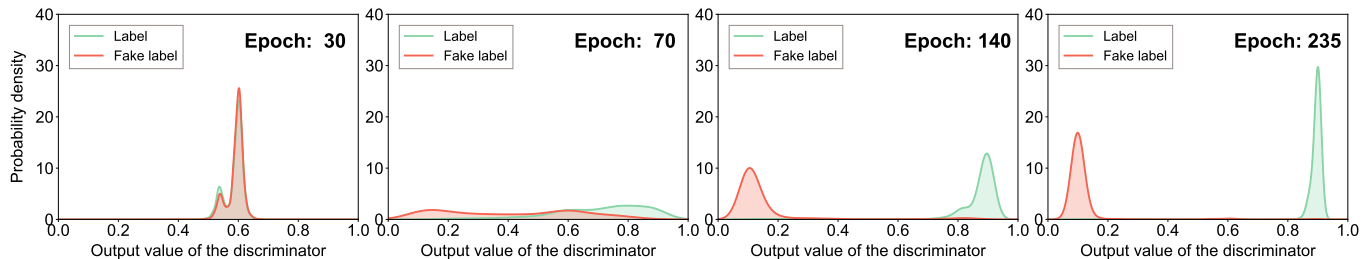 Probability density
40
30
20
10
0
Label
Fake label
Epoch: 30
0.0 0.2 0.4 0.6 0.8 1.0
Output value of the discriminator
40
30
20
10
0
Label
Fake label
Epoch: 70
0.0 0.2 0.4 0.6 0.8 1.0
Output value of the discriminator
40
30
20
10
0
Label
Fake label
Epoch: 140
0.0 0.2 0.4 0.6 0.8 1.0
Output value of the discriminator
40
30
20
10
0
Label
Fake label
Epoch: 235
0.0 0.2 0.4 0.6 0.8 1.0
Output value of the discriminator